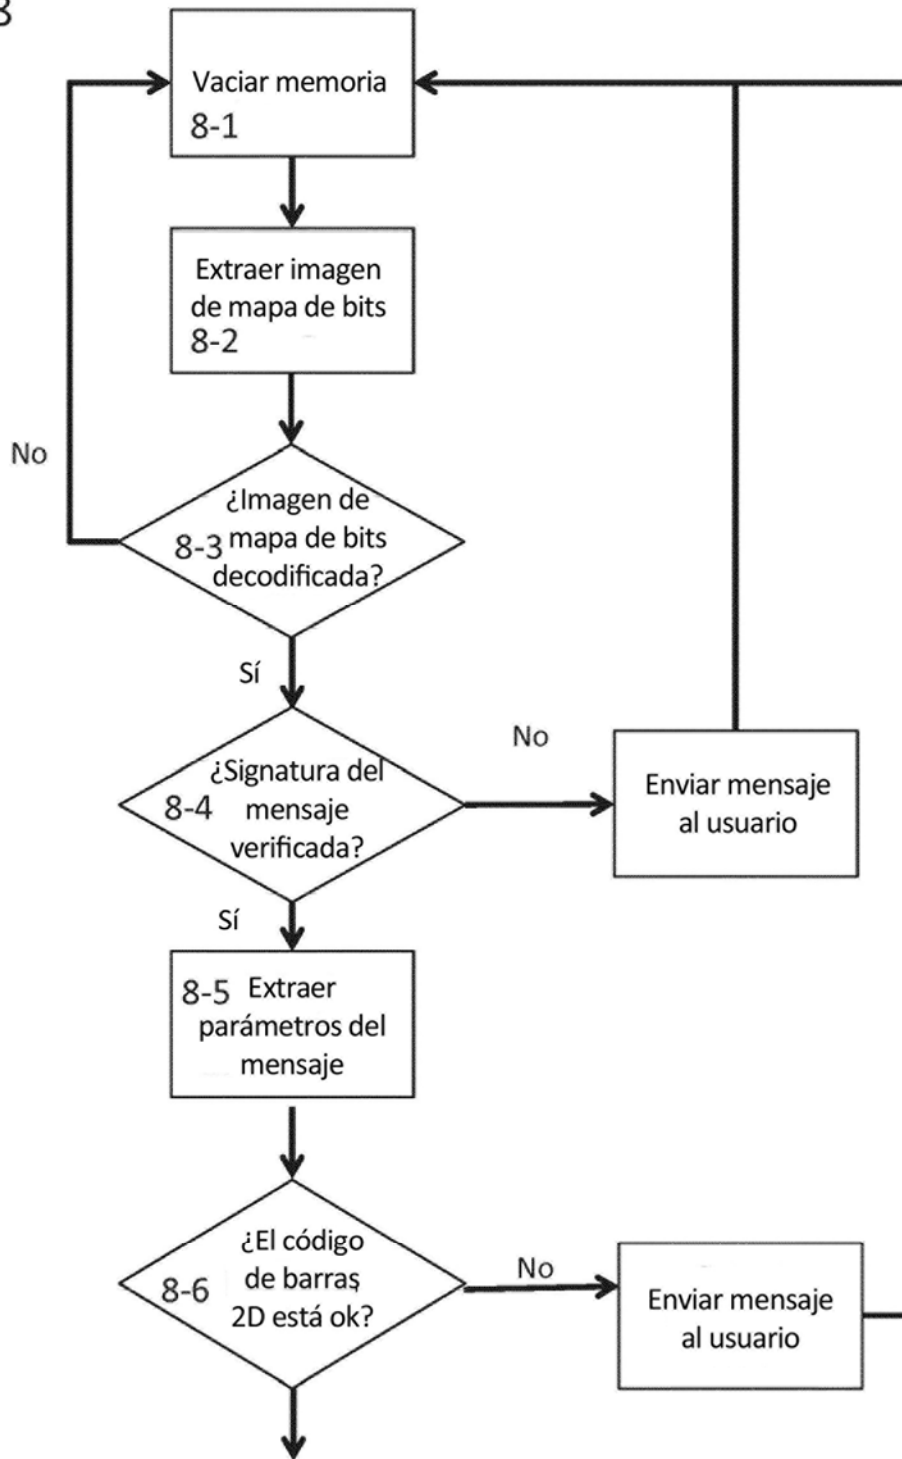 Vaciar memoria
8-1
Extraer imagen
de mapa de bits
8-2
No
¿Imagen de
8-3 mapa de bits
decodificada?
Sí
No
¿Signatura del
8-4 mensaje
verificada?
Enviar mensaje
al usuario
Sí
8-5 Extraer
parámetros del
mensaje
¿El código
8-6 de barras
2D está ok?
No
Enviar mensaje
al usuario